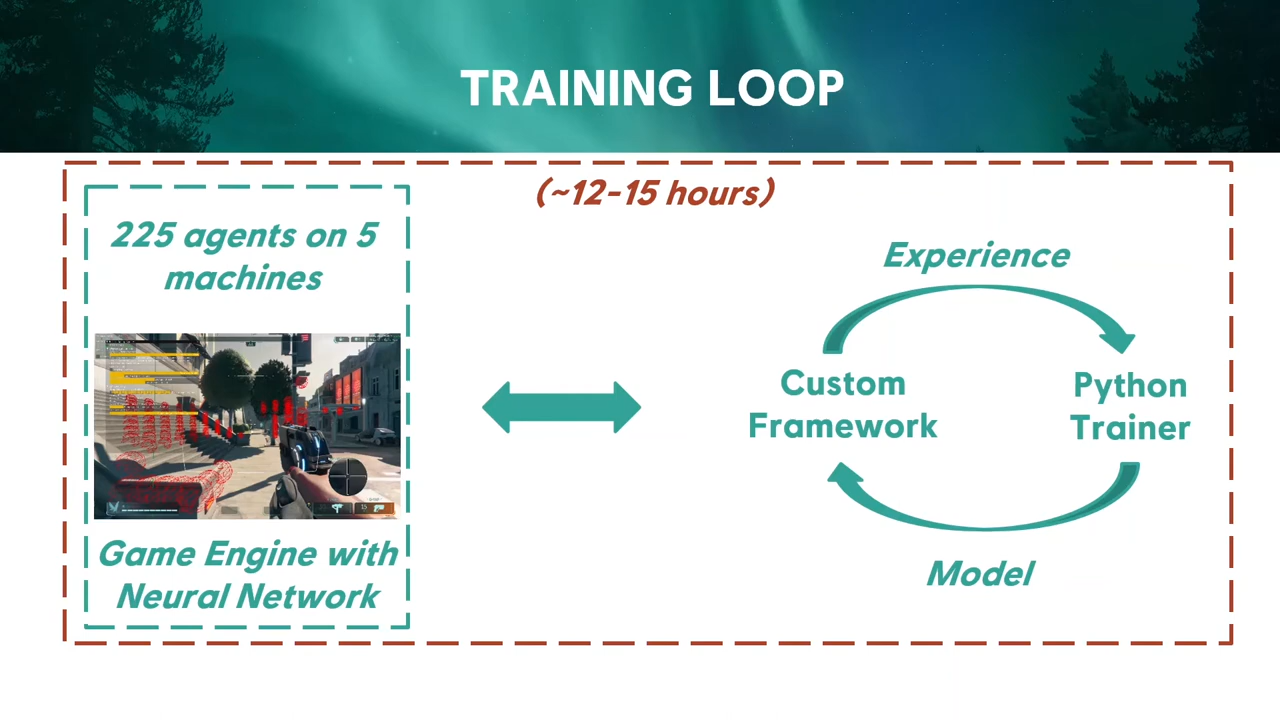 TRAINING LOOP
(~12-15 hours)
225 agents on 5
machines
Game Engine with
Neural Network
Experience
Custom
Framework
Python
Trainer
Model